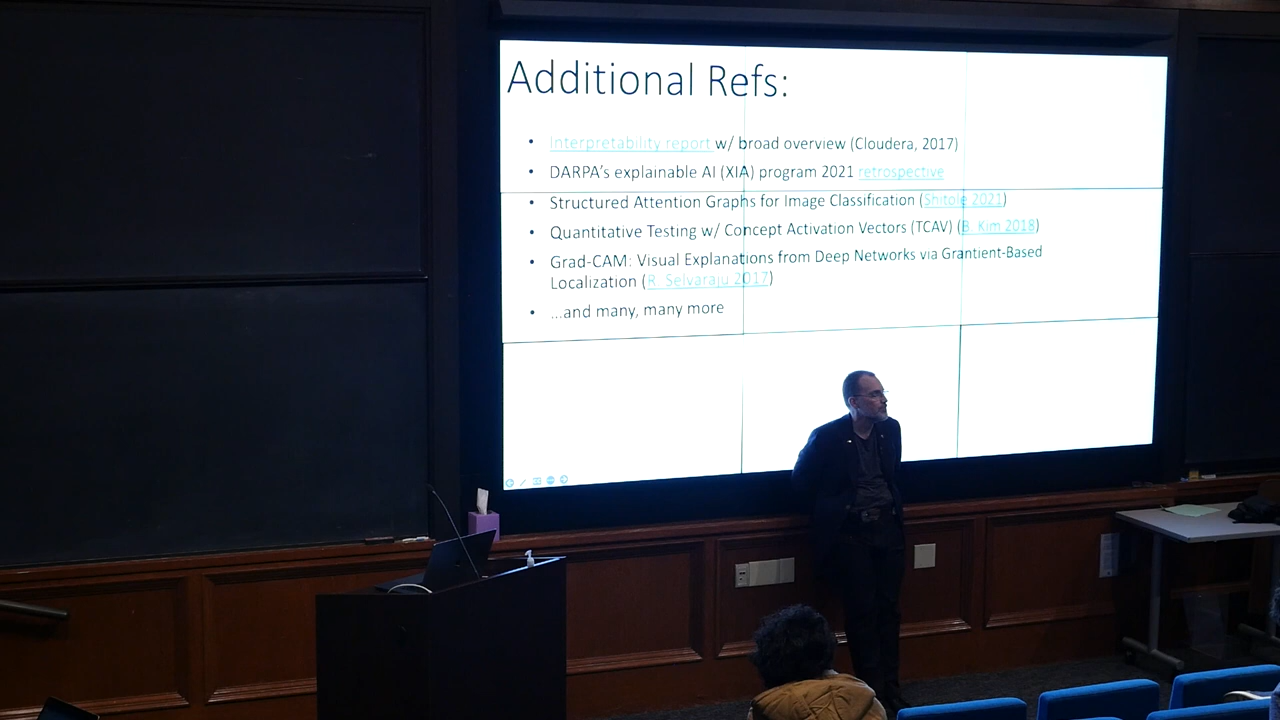 Additional Refs:
• Interpretability report w/ broad overview (Cloudera, 2017)
• DARPA's explainable AI (XIA) program 2021 retrospective
• Structured Attention Graphs for Image Classification (Shitole 2021)
• Quantitative Testing w/ Concept Activation Vectors (TCAV) (B. Kim 2018)
• Grad-CAM: Visual Explanations from Deep Networks via Grantient-Based
Localization (R. Selvaraju 2017)
• ...and many, many more